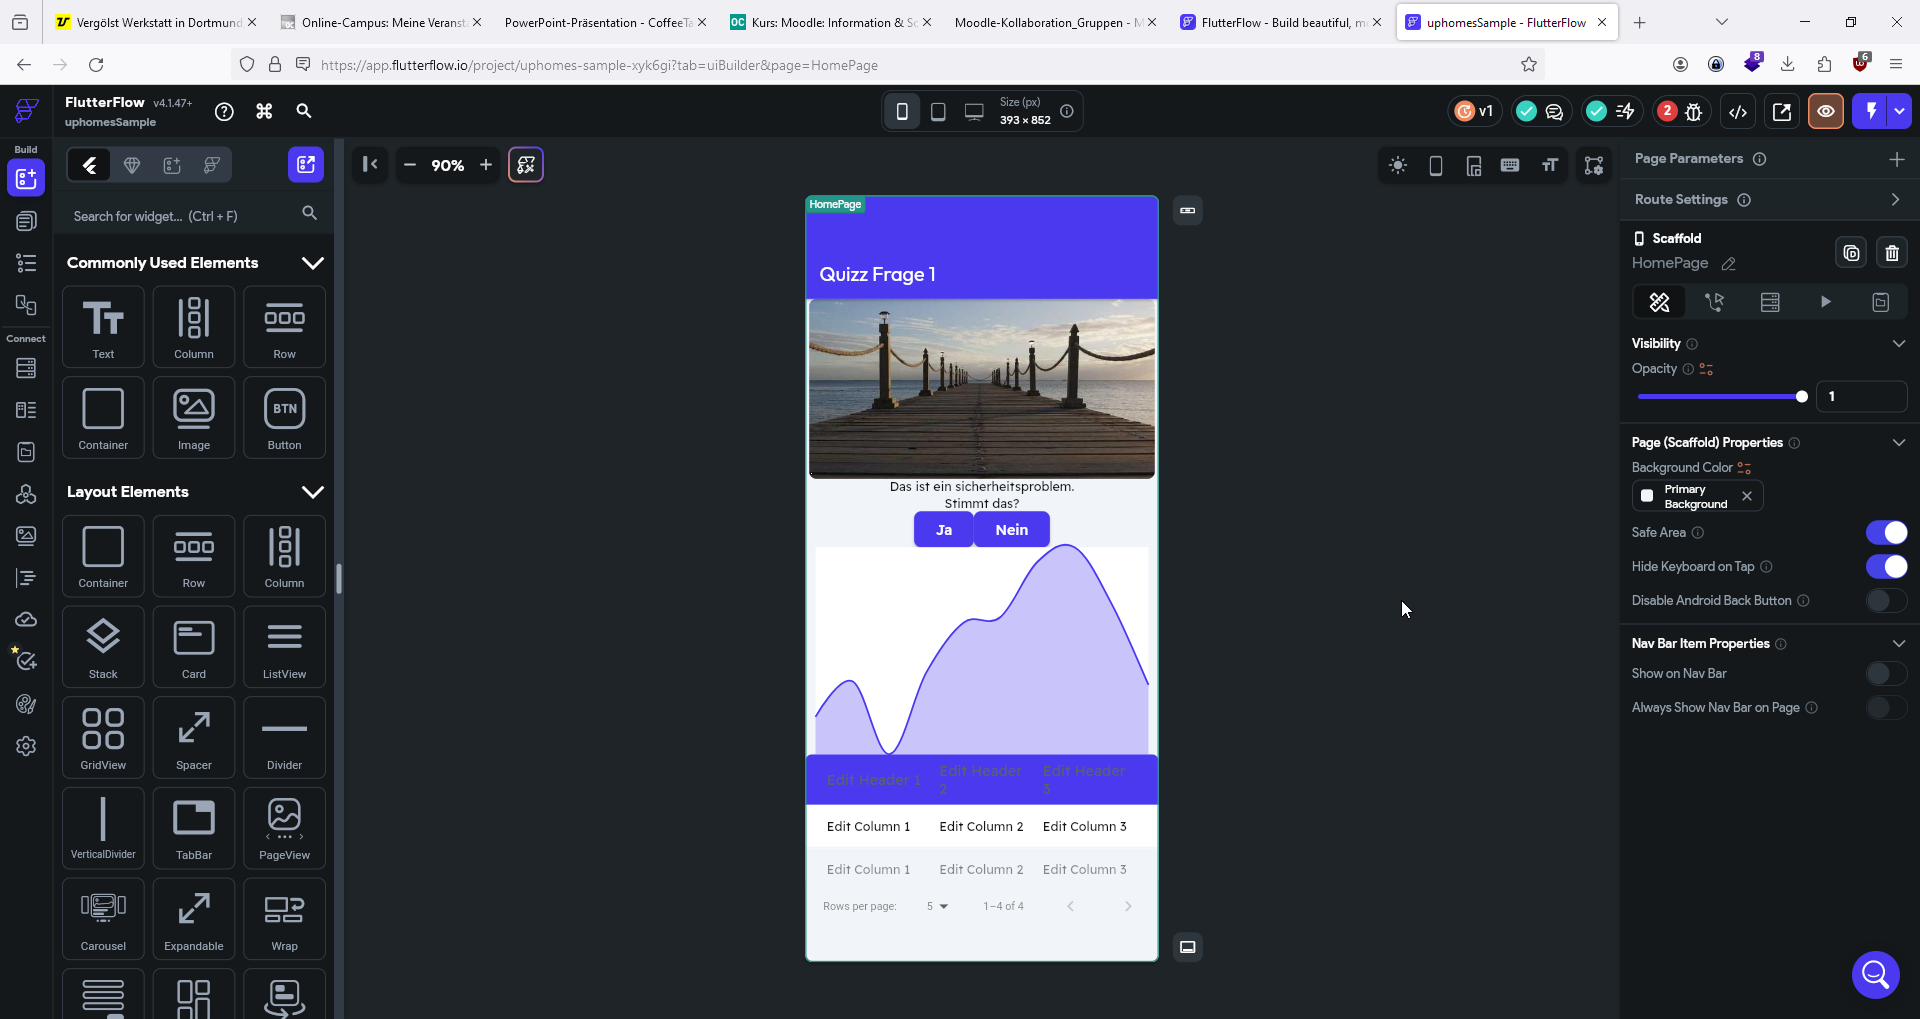 Vergölst Werkstatt in Dortmund
Online-Campus: Meine Veranst
PowerPoint-Präsentation - CoffeeTa
OC
Kurs: Moodle: Information & Sc
Moodle-Kollaboration_Gruppen - M
FlutterFlow - Build beautiful, mo
uphomesSample - FlutterFlow
https://app.flutterflow.io/project/uphomes-sample-xyk6gi?tab=uiBuilder&page=HomePage
8
6
FlutterFlow v4.1.47+
uphomesSample
Size (px)
393 × 852
v1
2
Build
Connect
90%
Search for widget... (Ctrl + F)
Commonly Used Elements
Text
Column
Row
Container
Image
BTN
Button
Layout Elements
Container
Row
Column
Stack
Card
ListView
GridView
Spacer
Divider
VerticalDivider
TabBar
PageView
Carousel
Expandable
Wrap
HomePage
Quizz Frage 1
Das ist ein sicherheitsproblem.
Stimmt das?
Ja
Nein
Edit Header 1
Edit Header 2
Edit Header 3
Edit Column 1
Edit Column 2
Edit Column 3
Edit Column 1
Edit Column 2
Edit Column 3
Rows per page:
5
1–4 of 4
Page Parameters
Route Settings
Scaffold
HomePage
Visibility
Opacity
1
Page (Scaffold) Properties
Background Color
Primary
Background
Safe Area
Hide Keyboard on Tap
Disable Android Back Button
Nav Bar Item Properties
Show on Nav Bar
Always Show Nav Bar on Page